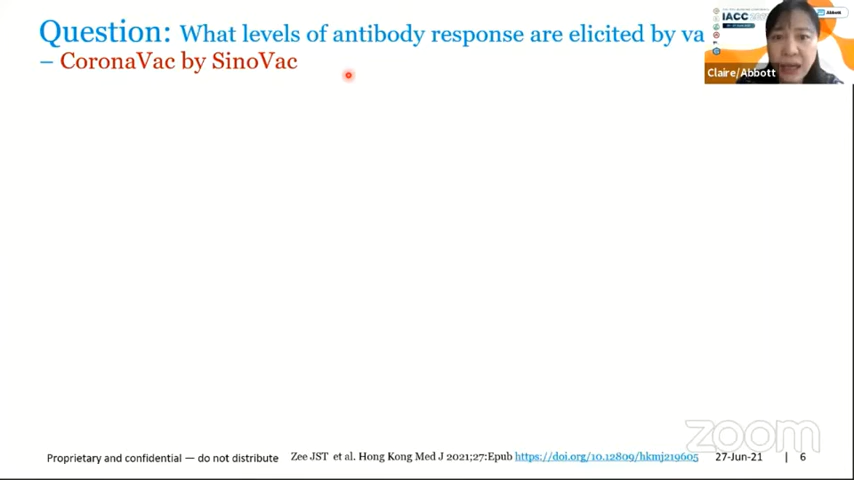 Question: What levels of antibody response are elicited by va
– CoronaVac by SinoVac
IACC
Abbott
Claire/Abbott
zoom
Proprietary and confidential — do not distribute
Zee JST et al. Hong Kong Med J 2021;27:Epub https://doi.org/10.12809/hkmj219605
27-Jun-21 | 6